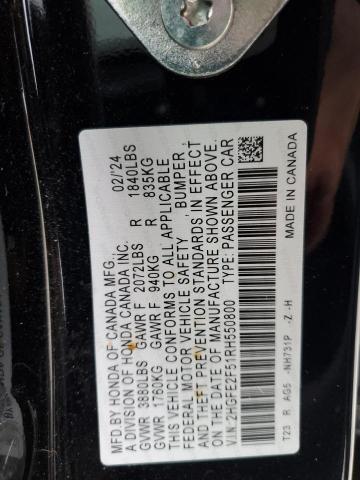 MFD. BY HONDA OF CANADA MFG. 02/'24
A DIVISION OF HONDA CANADA INC.
GVWR 3880LBS GAWR F 2072LBS R 1840LBS
GVWR 1760KG GAWR F 940KG R 835KG
THIS VEHICLE CONFORMS TO ALL APPLICABLE
FEDERAL MOTOR VEHICLE SAFETY, BUMPER,
AND THEFT PREVENTION STANDARDS IN EFFECT
ON THE DATE OF MANUFACTURE SHOWN ABOVE.
V.I.N. 2HGFE2F51RH550800 TYPE: PASSENGER CAR
T23 R AG5 -NH731P -Z -H MADE IN CANADA